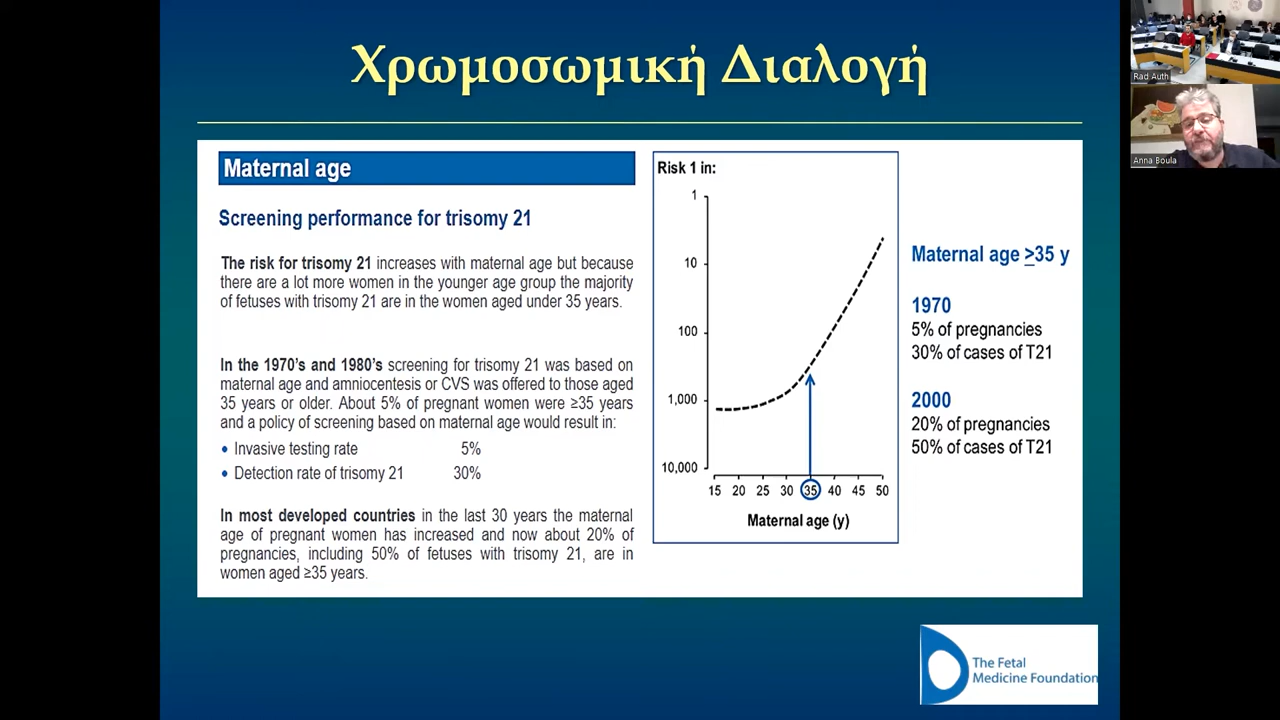 Χρωμοσωμική Διαλογή
Maternal age
Screening performance for trisomy 21
The risk for trisomy 21 increases with maternal age but because
there are a lot more women in the younger age group the majority
of fetuses with trisomy 21 are in the women aged under 35 years.
In the 1970's and 1980's screening for trisomy 21 was based on
maternal age and amniocentesis or CVS was offered to those aged
35 years or older. About 5% of pregnant women were ≥35 years
and a policy of screening based on maternal age would result in:
• Invasive testing rate 5%
• Detection rate of trisomy 21 30%
In most developed countries in the last 30 years the maternal
age of pregnant women has increased and now about 20% of
pregnancies, including 50% of fetuses with trisomy 21, are in
women aged ≥35 years.
Risk 1 in:
1
10
100
1,000
10,000
15 20 25 30 35 40 45 50
Maternal age (y)
Maternal age ≥35 y
1970
5% of pregnancies
30% of cases of T21
2000
20% of pregnancies
50% of cases of T21
The Fetal
Medicine Foundation
Rad Auth
Anna Boula